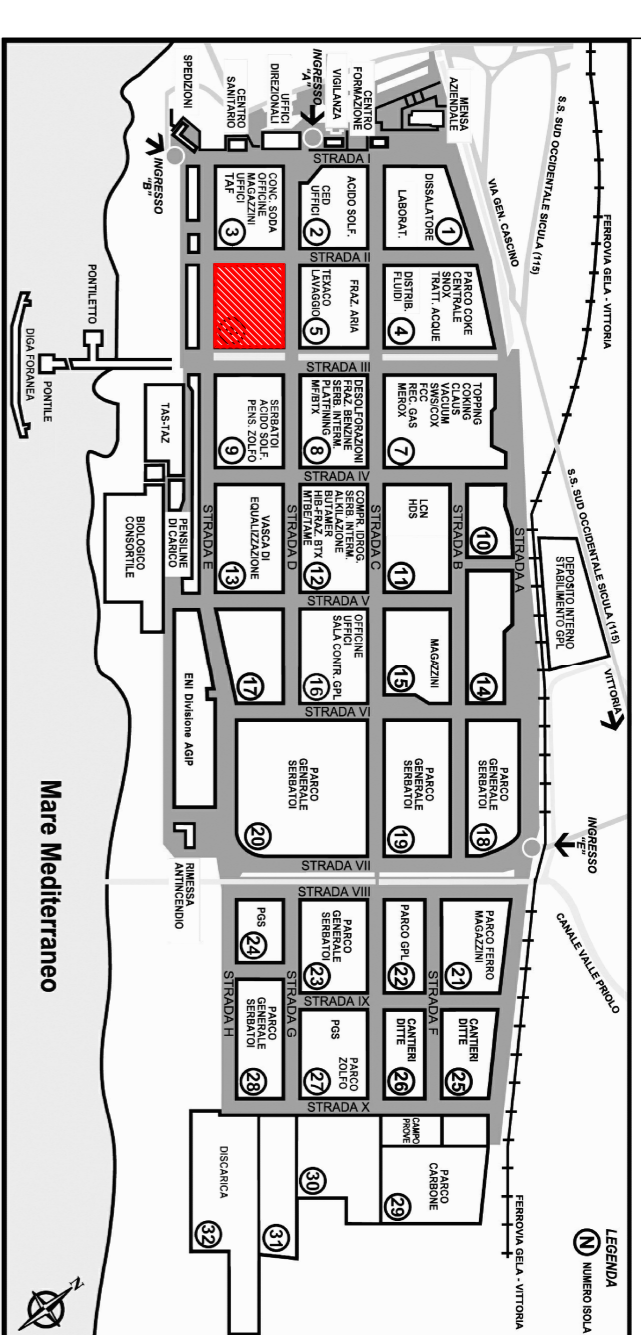 FERROVIA GELA - VITTORIA
S.S. SUD OCCIDENTALE SICULA (115)
VIA GEN. CASCINO
MENSA
AZIENDALE
CENTRO
FORMAZIONE
VIGILANZA
INGRESSO
"A"
UFFICI
DIREZIONALI
CENTRO
SANITARIO
SPEDIZIONI
INGRESSO
"B"
STRADA I
DISSALATORE
LABORAT.
1
ACIDO SOLF.
CED
UFFICI
2
CONC. SODA
OFFICINE
MAGAZZINI
UFFICI
TAF
3
STRADA II
PARCO COKE
CENTRALE
SNOX
TRATT. ACQUE
DISTRIB.
FLUIDI
4
FRAZ. ARIA
TEXACO
LAVAGGIO
5
STRADA III
PONTILETTO
PONTILE
DIGA FORANEA
TOPPING
COKING
CLAUS
VACUUM
SWS/COX
FCC
REC. GAS
MEROX
7
DESOLFORAZIONI
FRAZ. BENZINE
SERB. INTERM.
PLATFINING
MF/BTX
8
SERBATOI
ACIDO SOLF.
PENS. ZOLFO
9
TAS-TAZ
STRADA IV
S.S. SUD OCCIDENTALE SICULA (115)
VITTORIA
DEPOSITO INTERNO
STABILIMENTO GPL
STRADA A
10
STRADA B
LCN
HDS
11
STRADA C
COMPR. IDROG.
SERB. INTERM.
ALKILAZIONE
BUTAMER
HIB-FRAZ. BTX
MTBE/TAME
12
STRADA D
VASCA DI
EQUALIZZAZIONE
13
STRADA E
PENSILINE
DI CARICO
BIOLOGICO
CONSORTILE
STRADA V
14
MAGAZZINI
15
OFFICINE
UFFICI
SALA CONTR. GPL
16
17
ENI Divisione AGIP
STRADA VI
PARCO
GENERALE
SERBATOI
18
PARCO
GENERALE
SERBATOI
19
PARCO
GENERALE
SERBATOI
20
INGRESSO
"E"
STRADA VII
RIMESSA
ANTINCENDIO
CANALE VALLE PRIOLO
STRADA VIII
PARCO FERRO
MAGAZZINI
21
STRADA F
PARCO GPL
22
PARCO
GENERALE
SERBATOI
23
STRADA G
PGS
24
STRADA H
STRADA IX
CANTIERI
DITTE
25
CANTIERI
DITTE
26
PGS
PARCO
ZOLFO
27
PARCO
GENERALE
SERBATOI
28
STRADA X
CAMPO
PROVE
PARCO
CARBONE
29
30
31
DISCARICA
32
FERROVIA GELA - VITTORIA
Mare Mediterraneo
LEGENDA
N NUMERO ISOLA
N